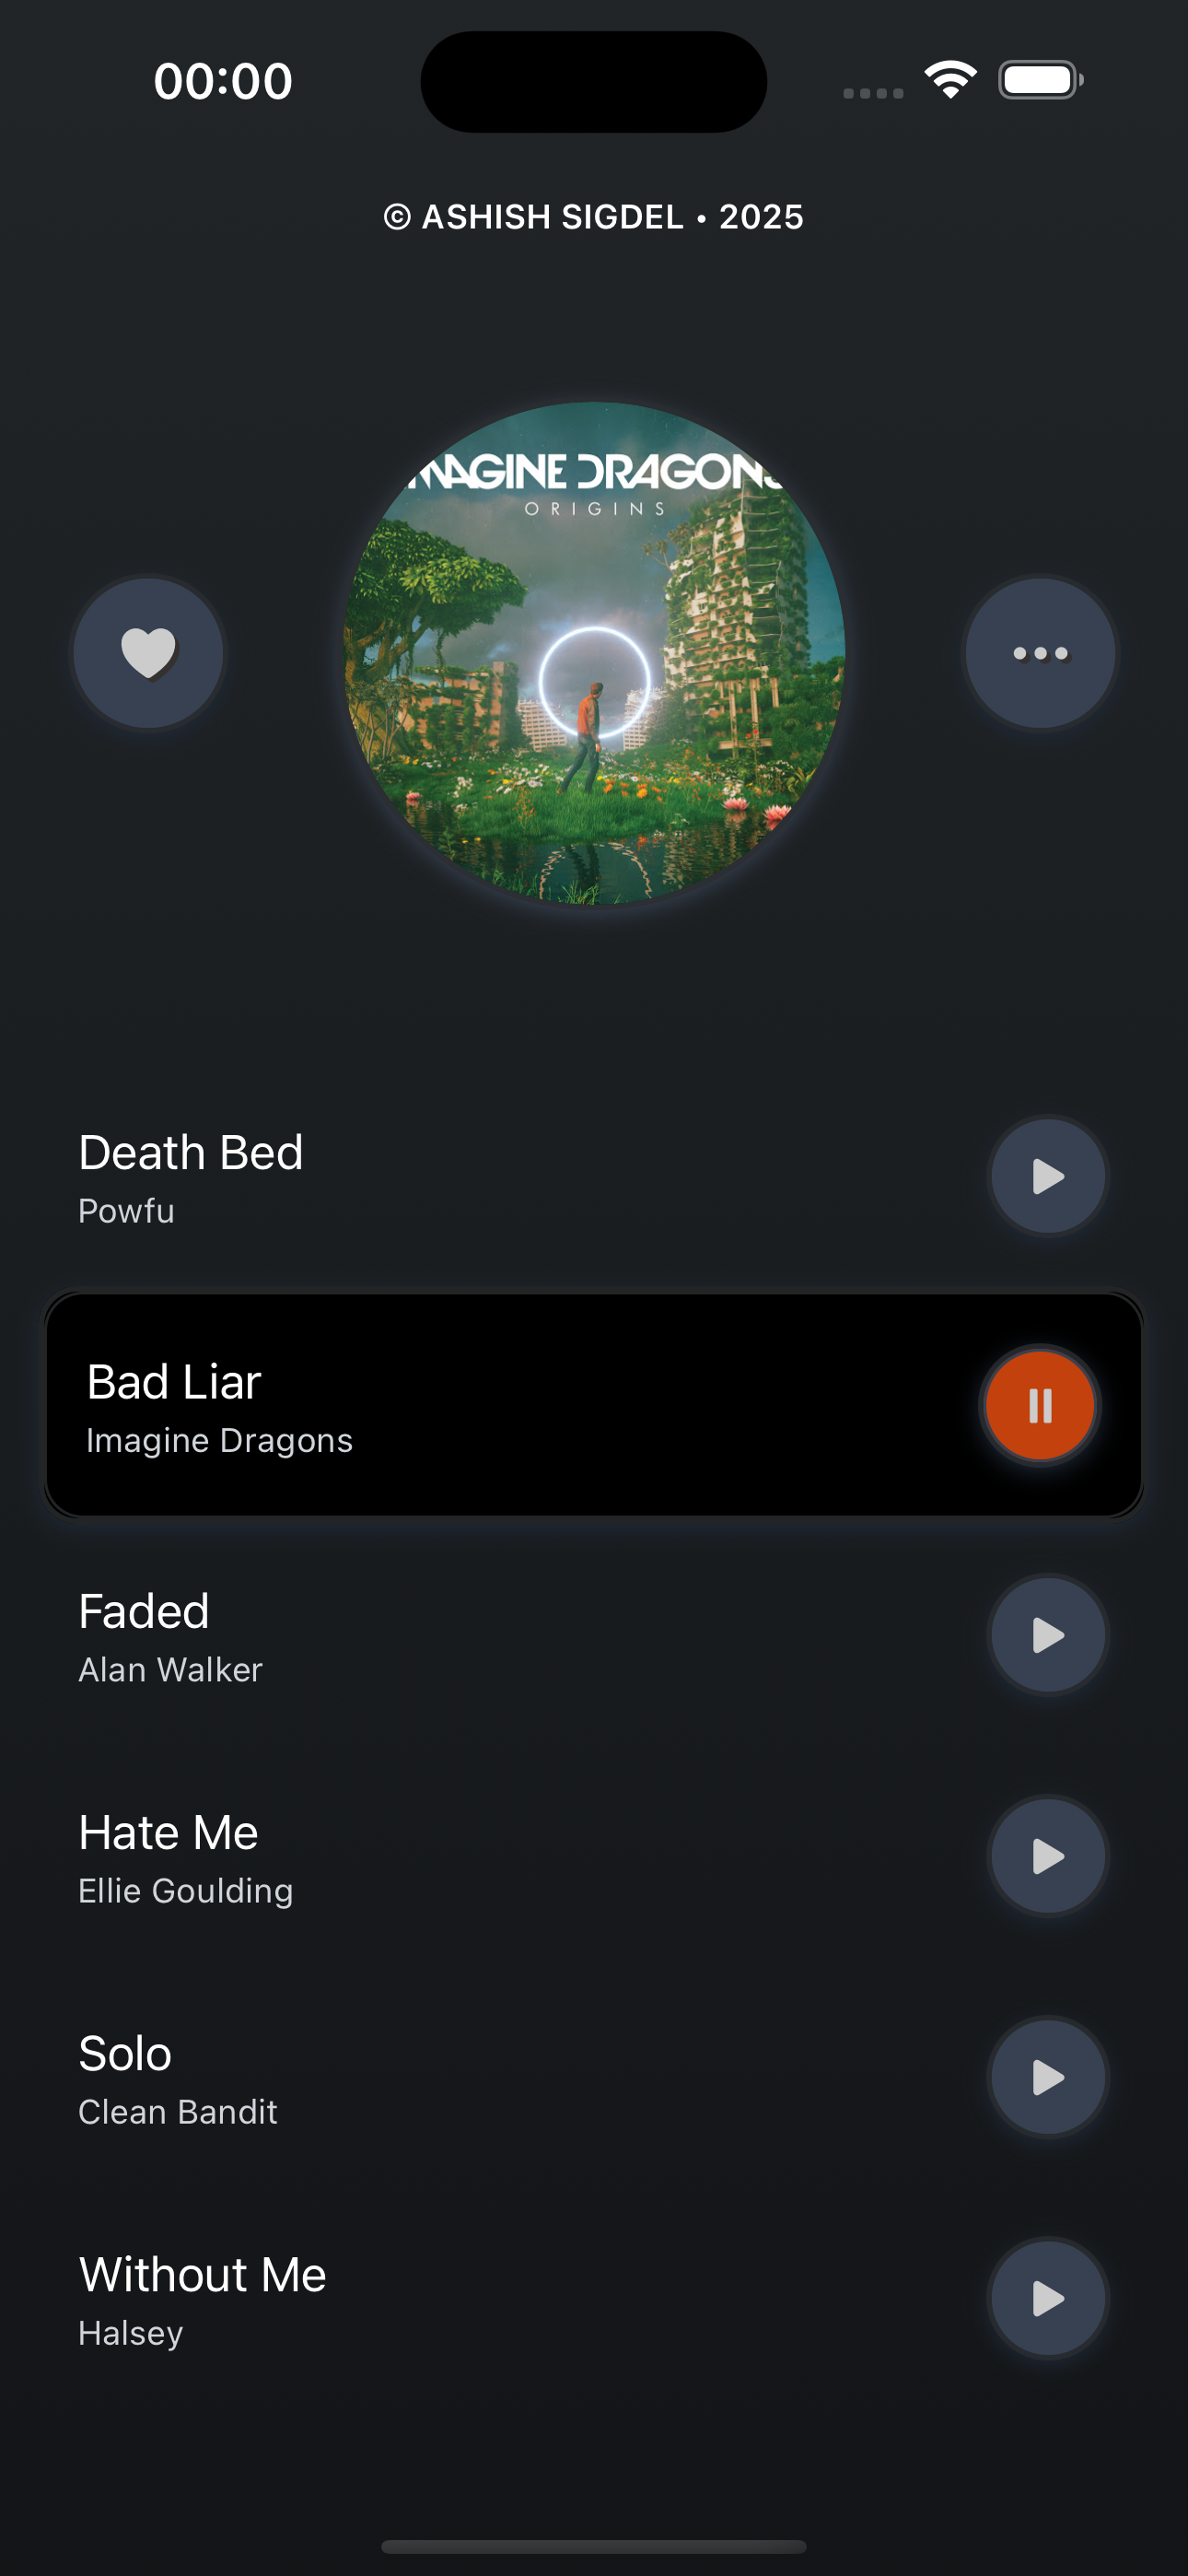 00:00
© ASHISH SIGDEL • 2025
IMAGINE DRAGONS
ORIGINS
Death Bed
Powfu
Bad Liar
Imagine Dragons
Faded
Alan Walker
Hate Me
Ellie Goulding
Solo
Clean Bandit
Without Me
Halsey